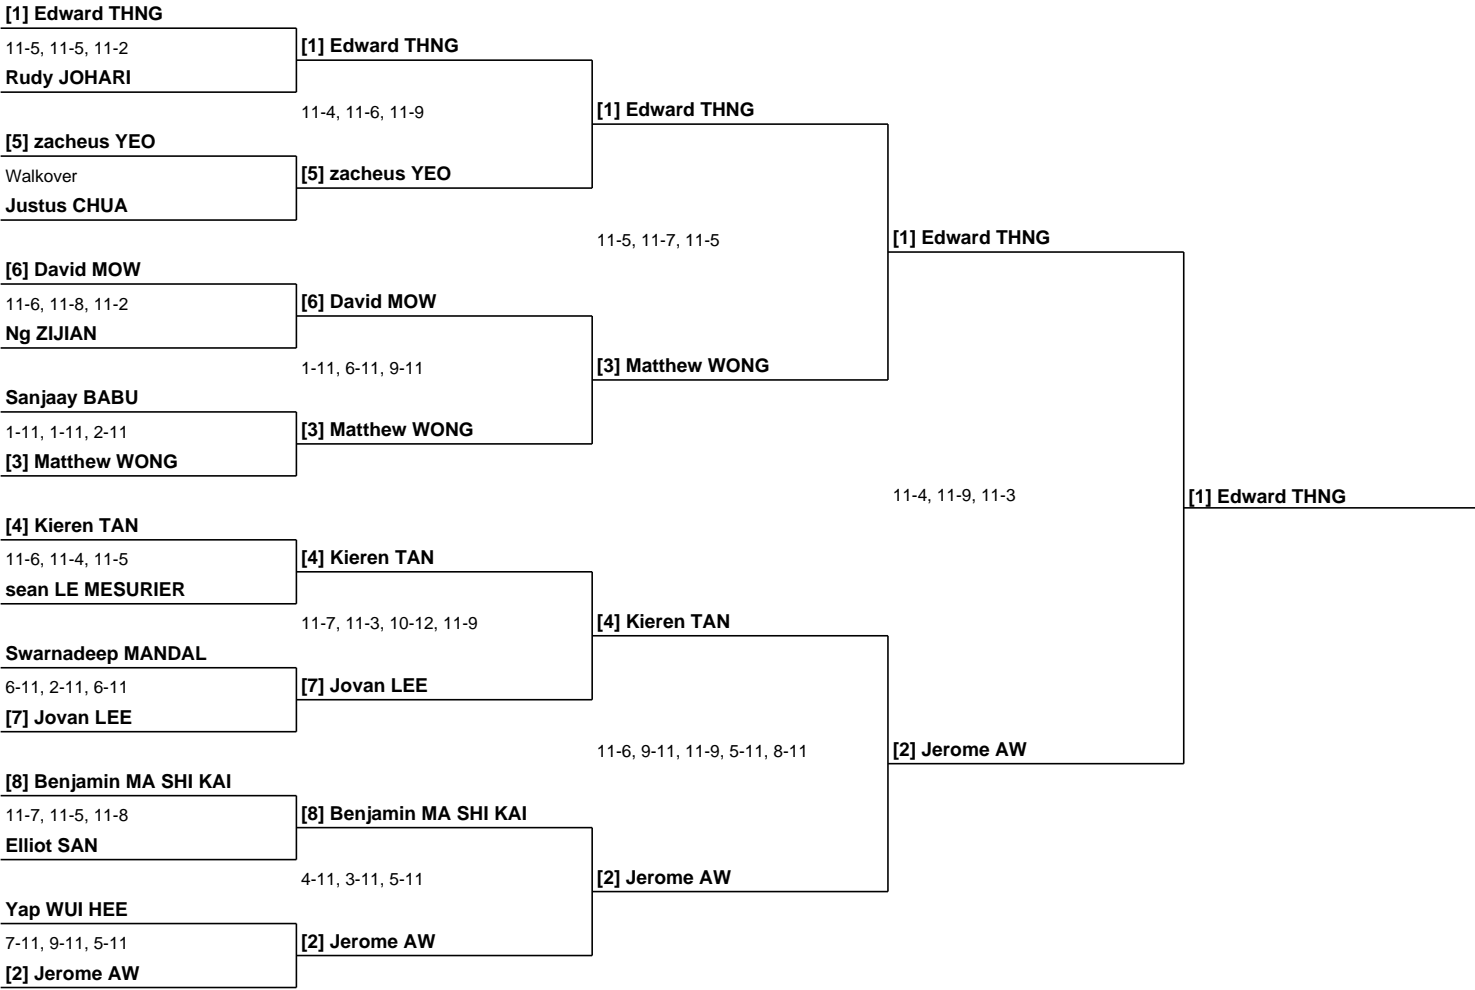 [1] Edward THNG
11-5, 11-5, 11-2
Rudy JOHARI
[5] zacheus YEO
Walkover
Justus CHUA
[6] David MOW
11-6, 11-8, 11-2
Ng ZIJIAN
Sanjaay BABU
1-11, 1-11, 2-11
[3] Matthew WONG
[4] Kieren TAN
11-6, 11-4, 11-5
sean LE MESURIER
Swarnadeep MANDAL
6-11, 2-11, 6-11
[7] Jovan LEE
[8] Benjamin MA SHI KAI
11-7, 11-5, 11-8
Elliot SAN
Yap WUI HEE
7-11, 9-11, 5-11
[2] Jerome AW
[1] Edward THNG
11-4, 11-6, 11-9
[5] zacheus YEO
[6] David MOW
1-11, 6-11, 9-11
[3] Matthew WONG
[4] Kieren TAN
11-7, 11-3, 10-12, 11-9
[7] Jovan LEE
[8] Benjamin MA SHI KAI
4-11, 3-11, 5-11
[2] Jerome AW
[1] Edward THNG
11-5, 11-7, 11-5
[3] Matthew WONG
[4] Kieren TAN
11-6, 9-11, 11-9, 5-11, 8-11
[2] Jerome AW
[1] Edward THNG
11-4, 11-9, 11-3
[2] Jerome AW
[1] Edward THNG